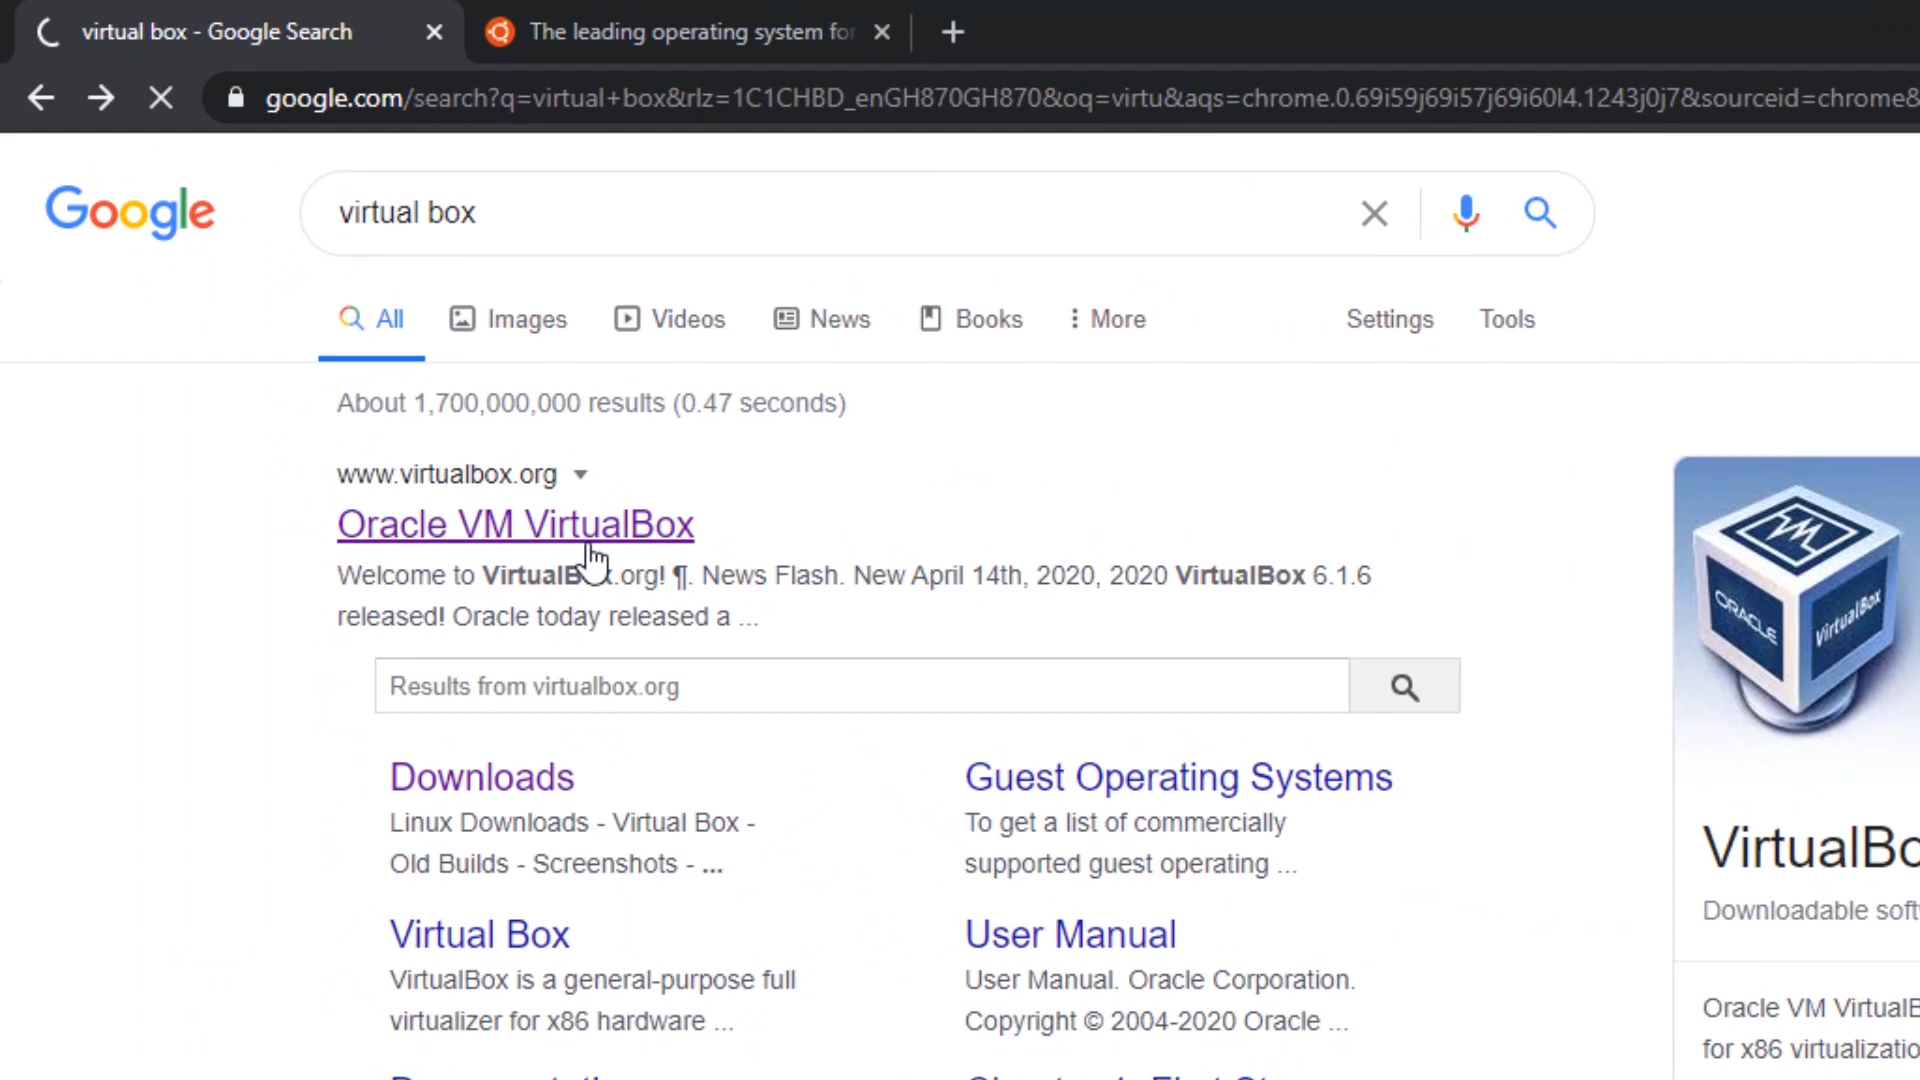 virtual box - Google Search
The leading operating system for
google.com/search?q=virtual+box&rlz=1C1CHBD_enGH870GH870&oq=virtu&aqs=chrome.0.69i59j69i57j69i60l4.1243j0j7&sourceid=chrome&
Google
virtual box
All
Images
Videos
News
Books
More
Settings
Tools
About 1,700,000,000 results (0.47 seconds)
www.virtualbox.org
Oracle VM VirtualBox
Welcome to .org! ¶. News Flash. New April 14th, 2020, 2020 VirtualBox 6.1.6
released! Oracle today released a ...
Results from virtualbox.org
Downloads
Linux Downloads - Virtual Box -
Old Builds - Screenshots - ...
Guest Operating Systems
To get a list of commercially
supported guest operating ...
Virtual Box
VirtualBox is a general-purpose full
virtualizer for x86 hardware ...
User Manual
User Manual. Oracle Corporation.
Copyright © 2004-2020 Oracle ...
ORACLE
VirtualBox
Oracle VM
for x86